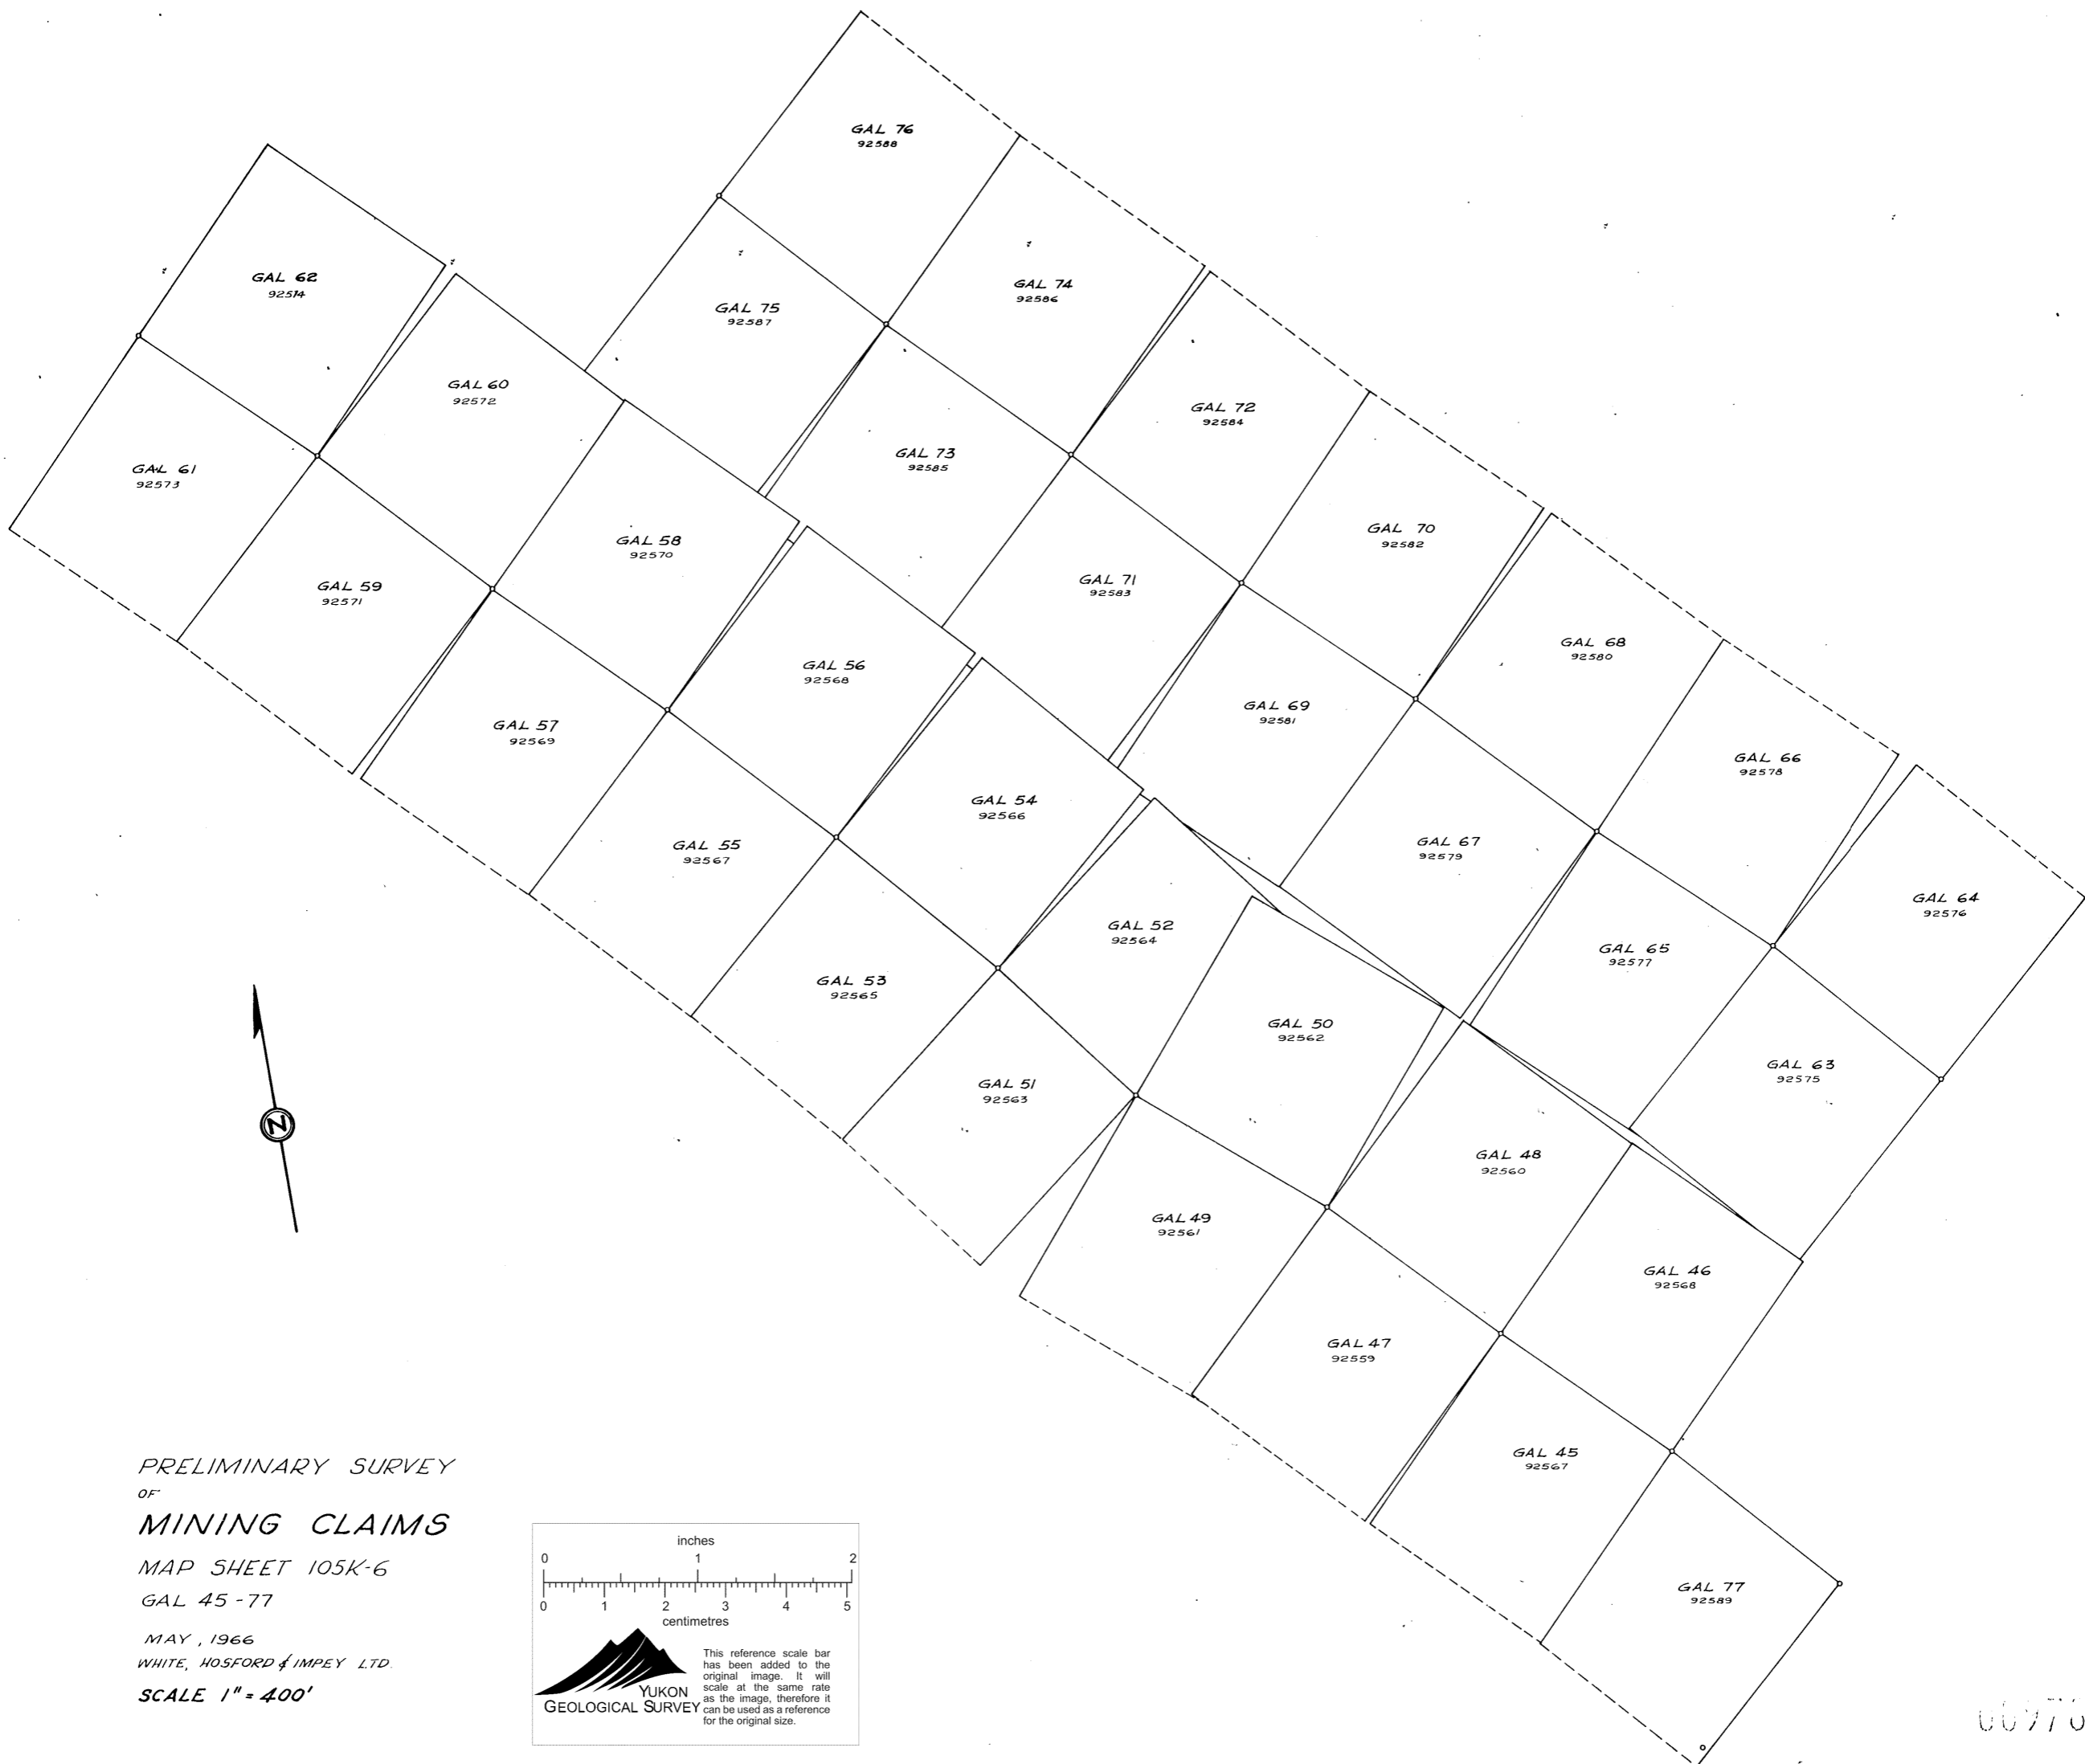 GAL 76
92588
GAL 62
92514
GAL 74
92586
GAL 75
92587
GAL 60
92572
GAL 72
92584
GAL 61
92573
GAL 73
92585
GAL 70
92582
GAL 58
92570
GAL 59
92571
GAL 71
92583
GAL 68
92580
GAL 56
92568
GAL 69
92581
GAL 57
92569
GAL 66
92578
GAL 54
92566
GAL 67
92579
GAL 55
92567
GAL 64
92576
GAL 52
92564
GAL 65
92577
GAL 53
92565
GAL 50
92562
GAL 63
92575
GAL 51
92563
GAL 48
92560
GAL 49
92561
GAL 46
92568
GAL 47
92559
GAL 45
92567
GAL 77
92589
N
PRELIMINARY SURVEY
OF
MINING CLAIMS
MAP SHEET 105K-6
GAL 45-77
MAY, 1966
WHITE, HOSFORD & IMPEY LTD.
SCALE 1" = 400'
inches
0 1 2
0 1 2 3 4 5
centimetres
YUKON
GEOLOGICAL SURVEY
This reference scale bar
has been added to the
original image. It will
scale at the same rate
as the image, therefore it
can be used as a reference
for the original size.